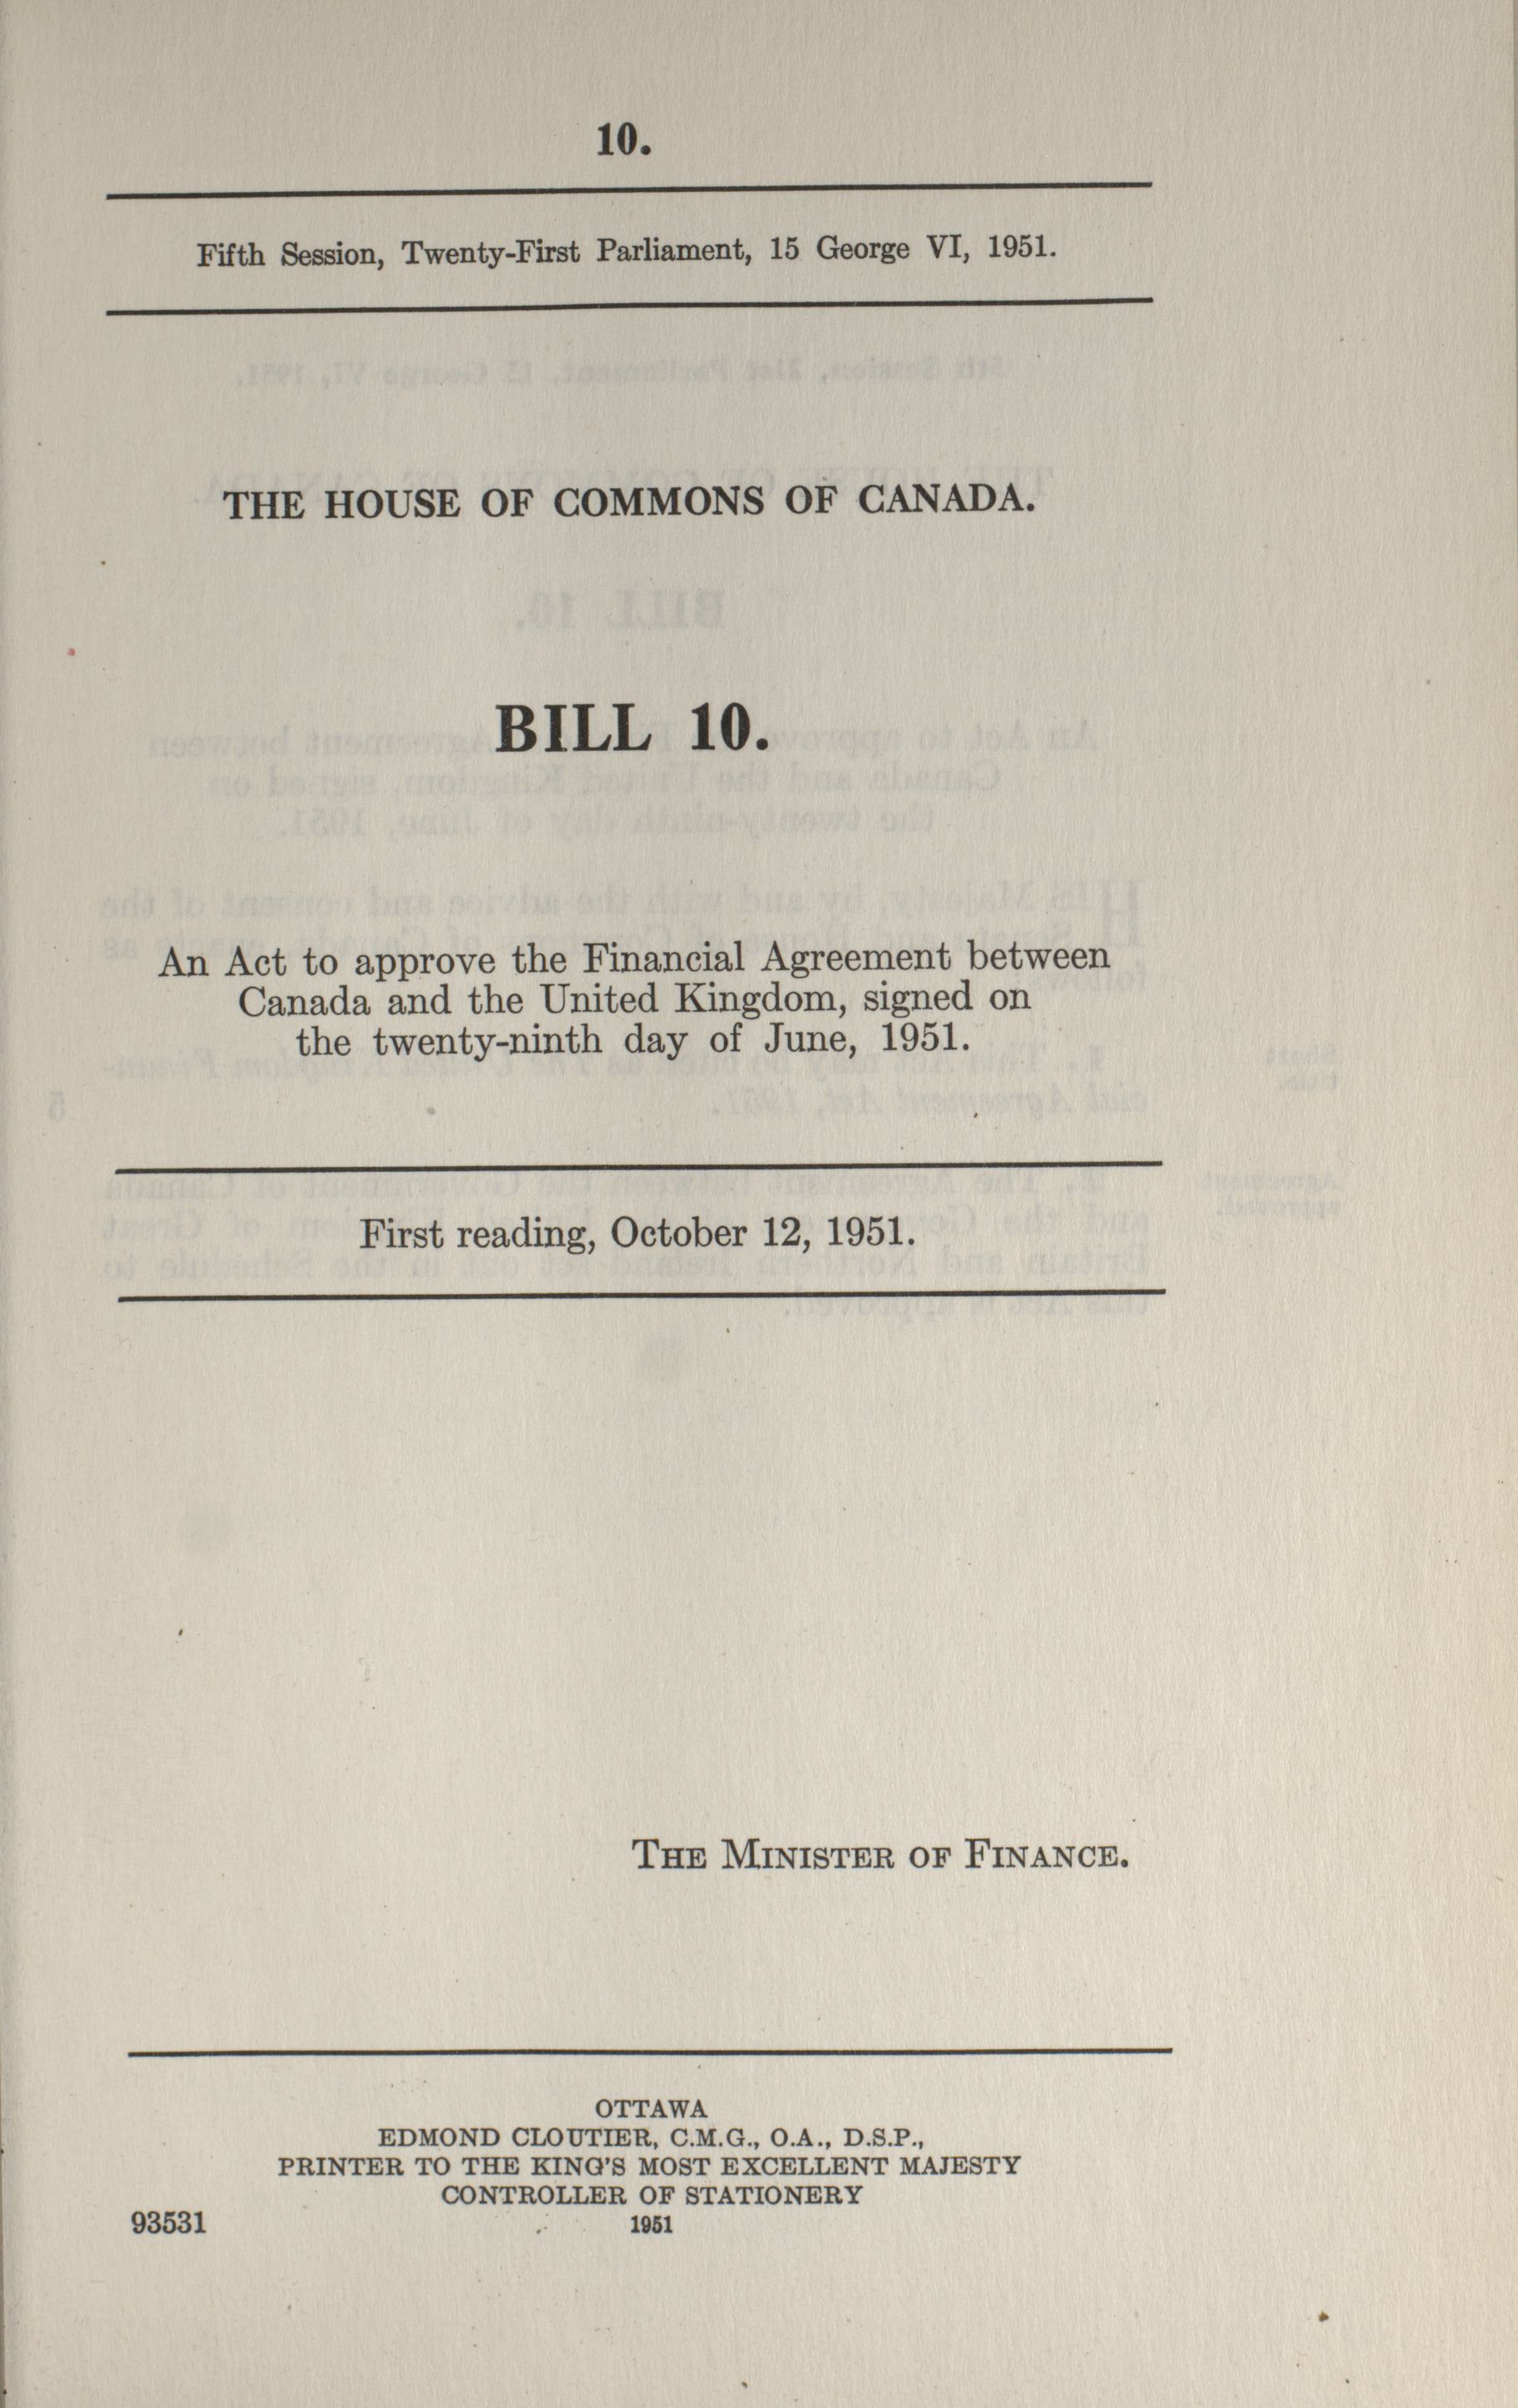 10.
Fifth Session, Twenty-First Parliament, 15 George VI, 1951.
THE HOUSE OF COMMONS OF CANADA.
BILL 10.
An Act to approve the Financial Agreement between
Canada and the United Kingdom, signed on
the twenty-ninth day of June, 1951.
First reading, October 12, 1951.
THE MINISTER OF FINANCE.
OTTAWA
EDMOND CLOUTIER, C.M.G., O.A., D.S.P.,
PRINTER TO THE KING'S MOST EXCELLENT MAJESTY
CONTROLLER OF STATIONERY
93531 1951